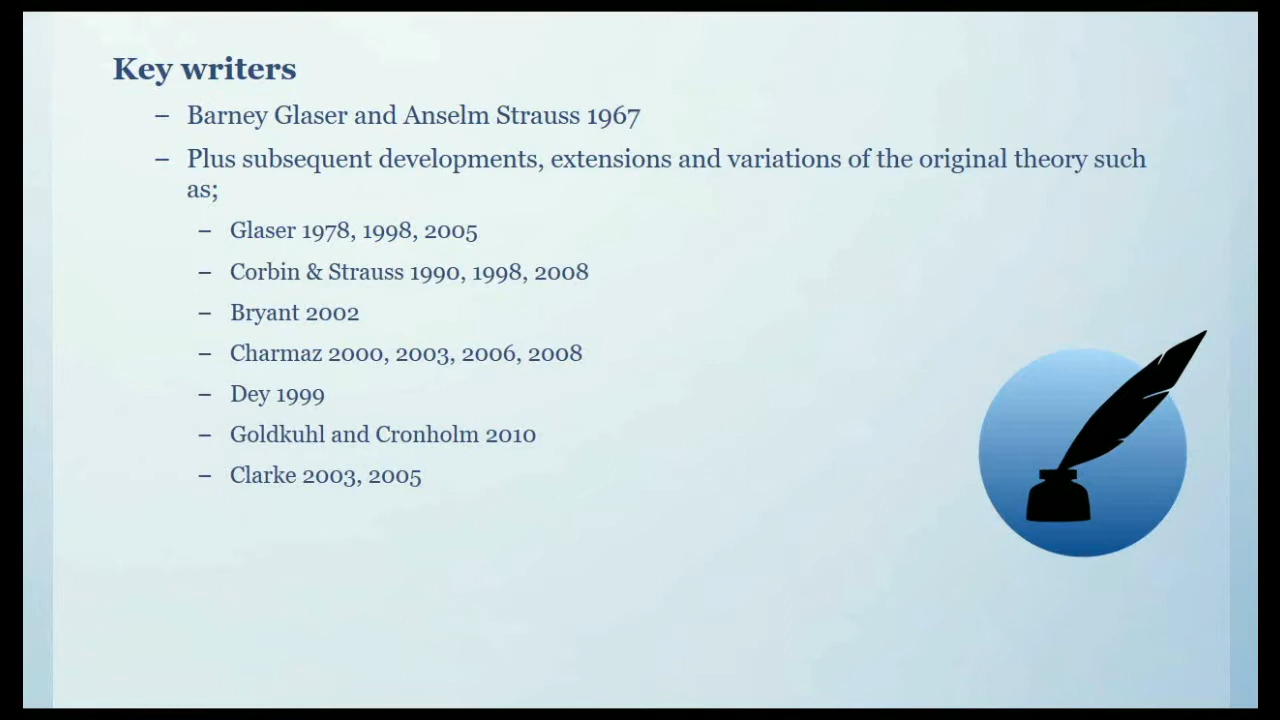 Key writers
– Barney Glaser and Anselm Strauss 1967
– Plus subsequent developments, extensions and variations of the original theory such
as;
– Glaser 1978, 1998, 2005
– Corbin & Strauss 1990, 1998, 2008
– Bryant 2002
– Charmaz 2000, 2003, 2006, 2008
– Dey 1999
– Goldkuhl and Cronholm 2010
– Clarke 2003, 2005